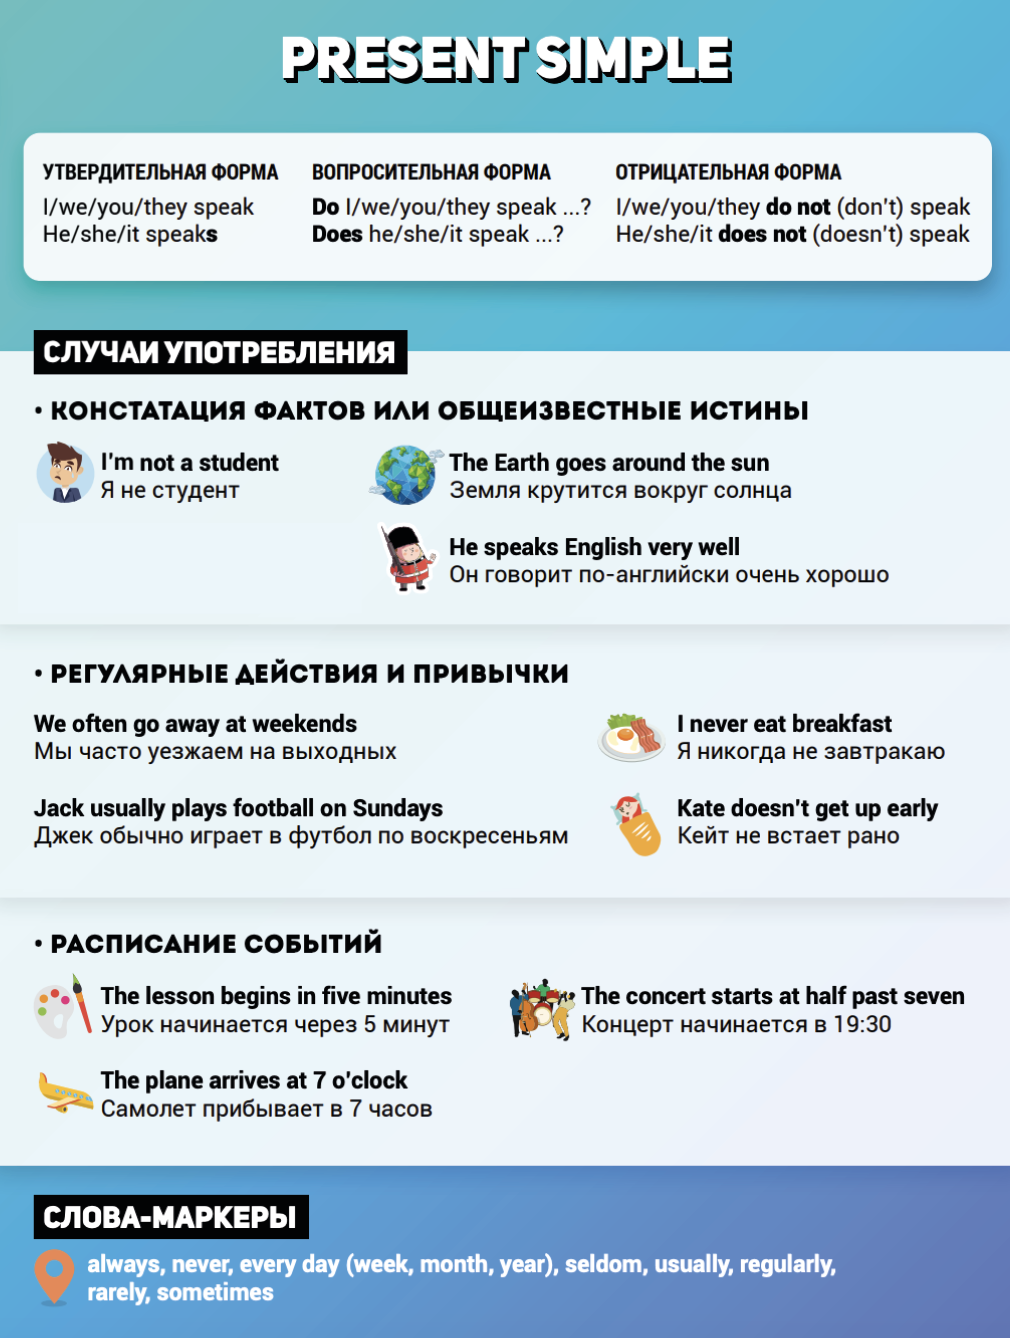 PRESENT SIMPLE
УТВЕРДИТЕЛЬНАЯ ФОРМА
I/we/you/they speak
He/she/it speaks
ВОПРОСИТЕЛЬНАЯ ФОРМА
Do I/we/you/they speak ...?
Does he/she/it speak ...?
ОТРИЦАТЕЛЬНАЯ ФОРМА
I/we/you/they do not (don't) speak
He/she/it does not (doesn't) speak
СЛУЧАИ УПОТРЕБЛЕНИЯ
• КОНСТАТАЦИЯ ФАКТОВ ИЛИ ОБЩЕИЗВЕСТНЫЕ ИСТИНЫ
I'm not a student
Я не студент
The Earth goes around the sun
Земля крутится вокруг солнца
He speaks English very well
Он говорит по-английски очень хорошо
• РЕГУЛЯРНЫЕ ДЕЙСТВИЯ И ПРИВЫЧКИ
We often go away at weekends
Мы часто уезжаем на выходных
I never eat breakfast
Я никогда не завтракаю
Jack usually plays football on Sundays
Джек обычно играет в футбол по воскресеньям
Kate doesn't get up early
Кейт не встает рано
• РАСПИСАНИЕ СОБЫТИЙ
The lesson begins in five minutes
Урок начинается через 5 минут
The concert starts at half past seven
Концерт начинается в 19:30
The plane arrives at 7 o'clock
Самолет прибывает в 7 часов
СЛОВА-МАРКЕРЫ
always, never, every day (week, month, year), seldom, usually, regularly,
rarely, sometimes